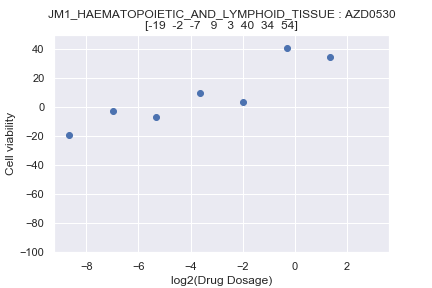 JM1_HAEMATOPOIETIC_AND_LYMPHOID_TISSUE : AZD0530
[-19 -2 -7 9 3 40 34 54]
40
20
0
−20
−40
−60
−80
−100
Cell viability
−8 −6 −4 −2 0 2
log2(Drug Dosage)